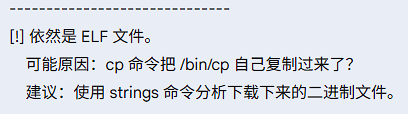 ------------------------------
[!] 依然是 ELF 文件。
可能原因：cp 命令把 /bin/cp 自己复制过来了？
建议：使用 strings 命令分析下载下来的二进制文件。